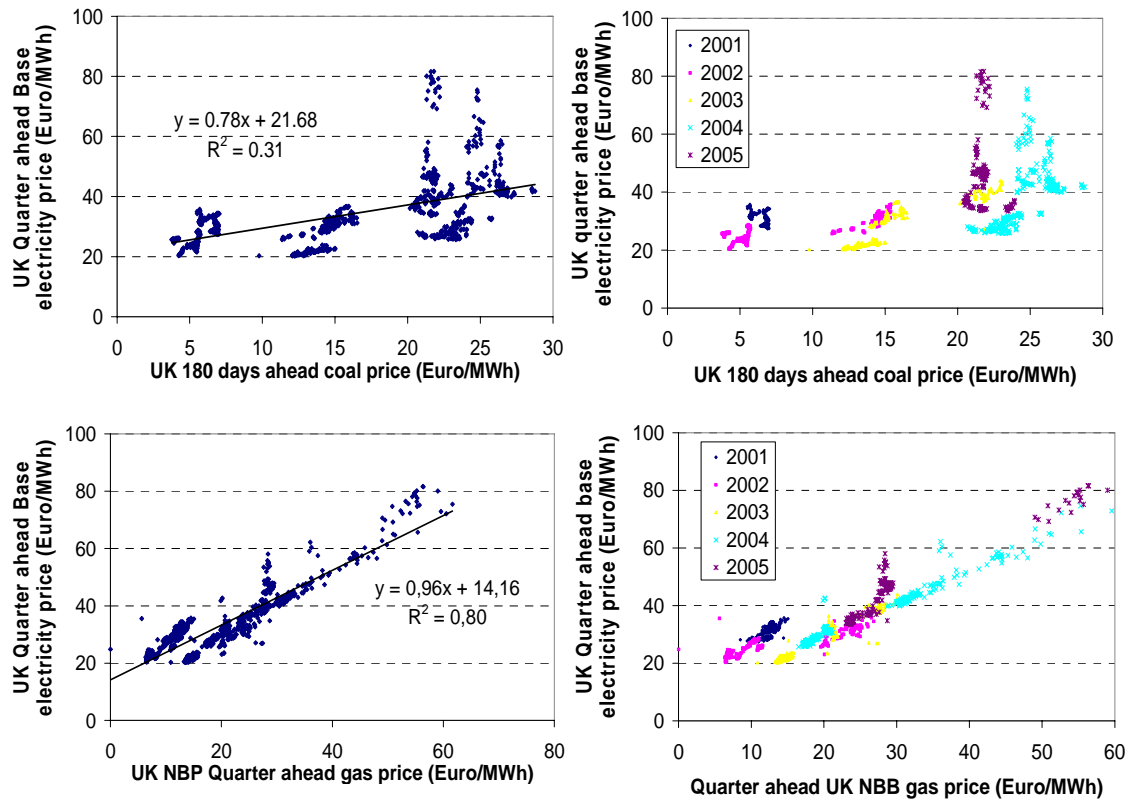 UK Quarter ahead Base
electricity price (Euro/MWh)
100
80
60
40
20
0
y = 0.78x + 21.68
R² = 0.31
0 5 10 15 20 25 30
UK 180 days ahead coal price (Euro/MWh)
UK quarter ahead base
electricity price (Euro/MWh)
100
80
60
40
20
0
2001
2002
2003
2004
2005
0 5 10 15 20 25 30
UK 180 days ahead coal price (Euro/MWh)
UK Quarter ahead Base
electricity price (Euro/MWh)
100
80
60
40
20
0
y = 0,96x + 14,16
R² = 0,80
0 20 40 60 80
UK NBP Quarter ahead gas price (Euro/MWh)
UK Quarter ahead base
electricity price (Euro/MWh)
100
80
60
40
20
0
2001
2002
2003
2004
2005
0 10 20 30 40 50 60
Quarter ahead UK NBB gas price (Euro/MWh)